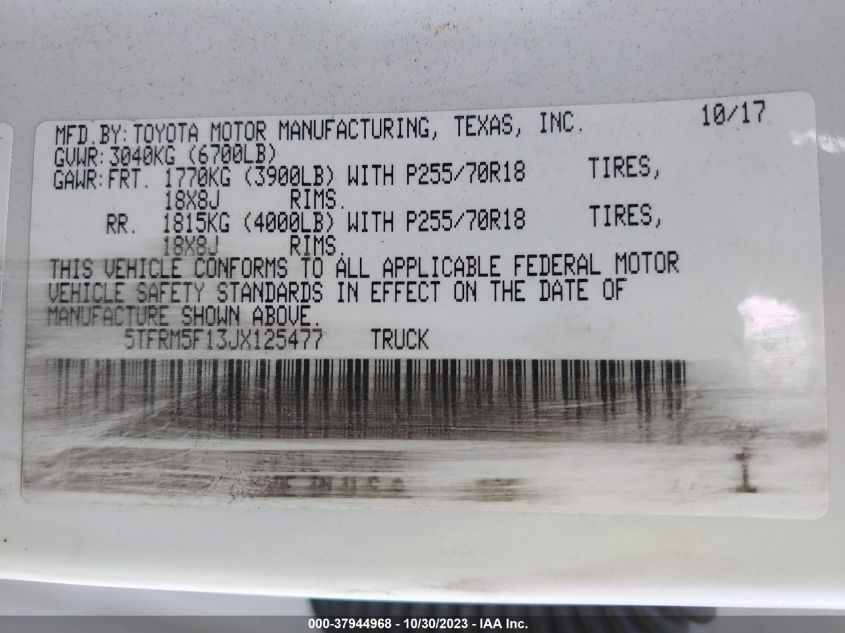 MFD.BY: TOYOTA MOTOR MANUFACTURING, TEXAS, INC. 10/17
GVWR: 3040KG (6700LB)
GAWR: FRT. 1770KG (3900LB) WITH P255/70R18 TIRES,
18X8J RIMS.
RR. 1815KG (4000LB) WITH P255/70R18 TIRES,
18X8J RIMS.
THIS VEHICLE CONFORMS TO ALL APPLICABLE FEDERAL MOTOR
VEHICLE SAFETY STANDARDS IN EFFECT ON THE DATE OF
MANUFACTURE SHOWN ABOVE.
5TFRM5F13JX125477 TRUCK
000-37944968 - 10/30/2023 - IAA Inc.